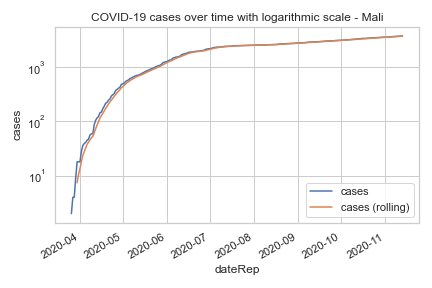 COVID-19 cases over time with logarithmic scale - Mali
cases
10³
10²
10¹
2020-04
2020-05
2020-06
2020-07
2020-08
2020-09
2020-10
2020-11
dateRep
cases
cases (rolling)